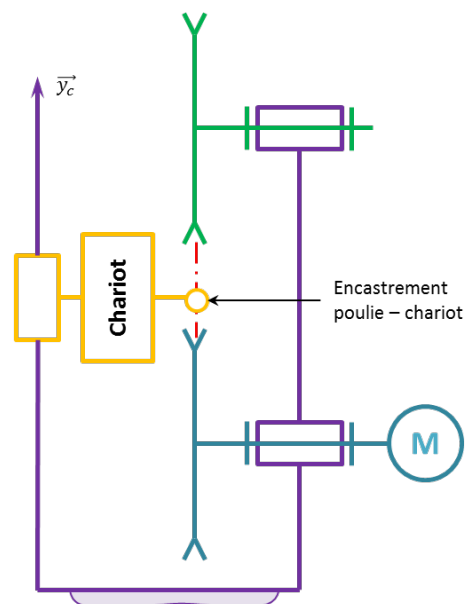 y_c
Chariot
Encastrement
poulie – chariot
M